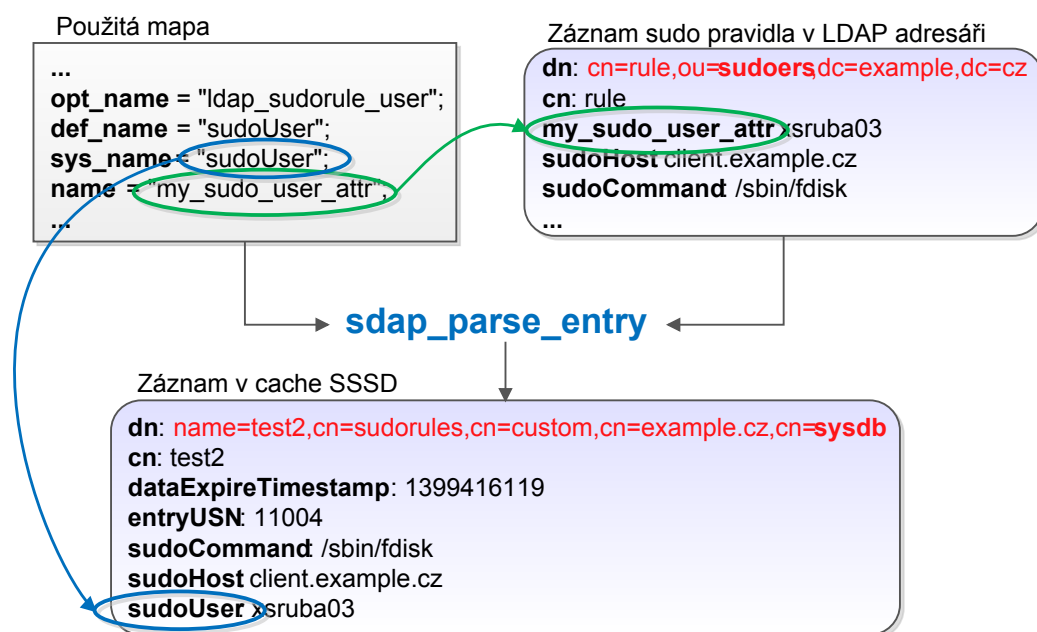 Použitá mapa
...
opt_name = "ldap_sudorule_user";
def_name = "sudoUser";
sys_name = "sudoUser";
name = "my_sudo_user_attr";
...
Záznam sudo pravidla v LDAP adresáři
dn: cn=rule,ou=sudoers,dc=example,dc=cz
cn: rule
my_sudo_user_attr: xsruba03
sudoHost: client.example.cz
sudoCommand: /sbin/fdisk
...
sdap_parse_entry
Záznam v cache SSSD
dn: name=test2,cn=sudorules,cn=custom,cn=example.cz,cn=sysdb
cn: test2
dataExpireTimestamp: 1399416119
entryUSN: 11004
sudoCommand: /sbin/fdisk
sudoHost: client.example.cz
sudoUser: xsruba03